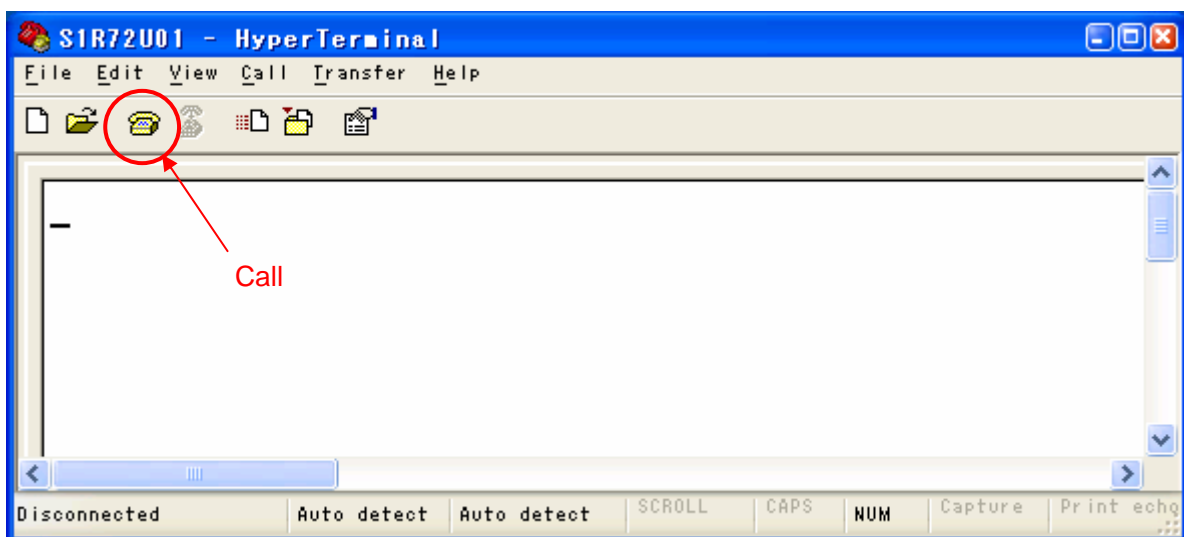 S1R72U01 - HyperTerminal
File Edit View Call Transfer Help
Call
Disconnected Auto detect Auto detect SCROLL CAPS NUM Capture Print echo